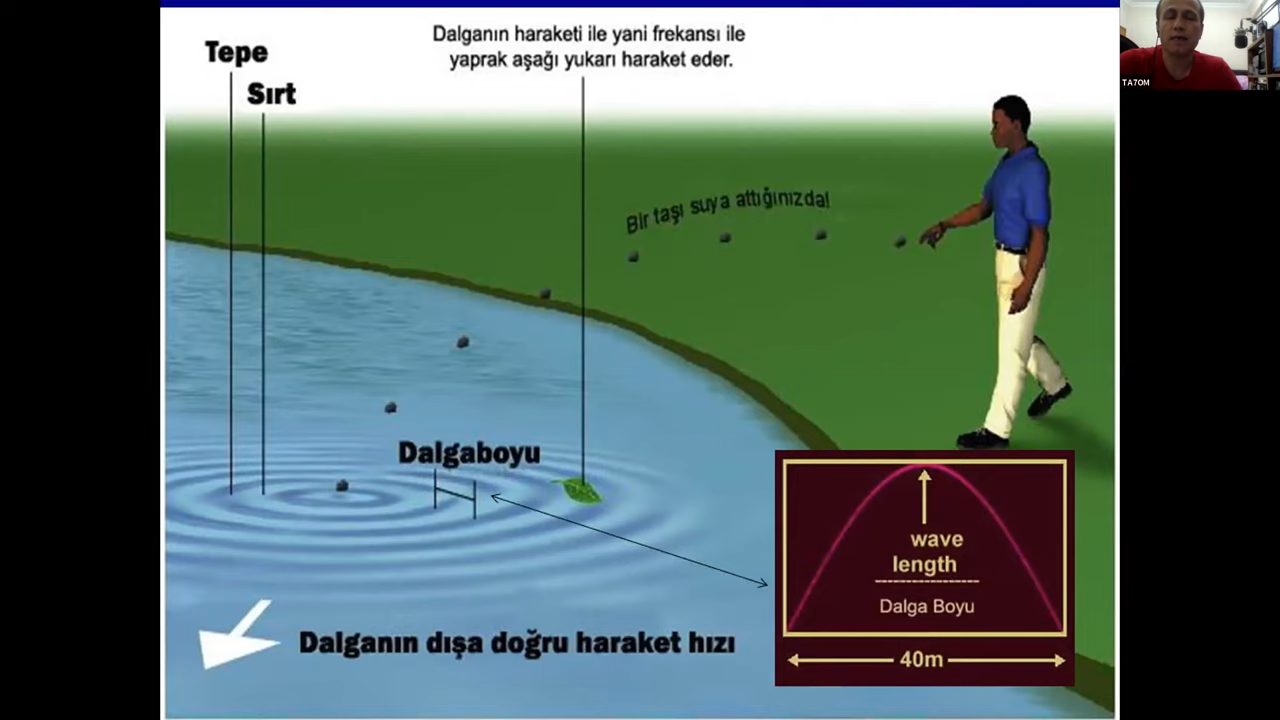 Tepe
Sırt
Dalganın haraketi ile yani frekansı ile
yaprak aşağı yukarı haraket eder.
TA7OM
Bir taşı suya attığınızda!
Dalgaboyu
wave
length
Dalga Boyu
40m
Dalganın dışa doğru haraket hızı